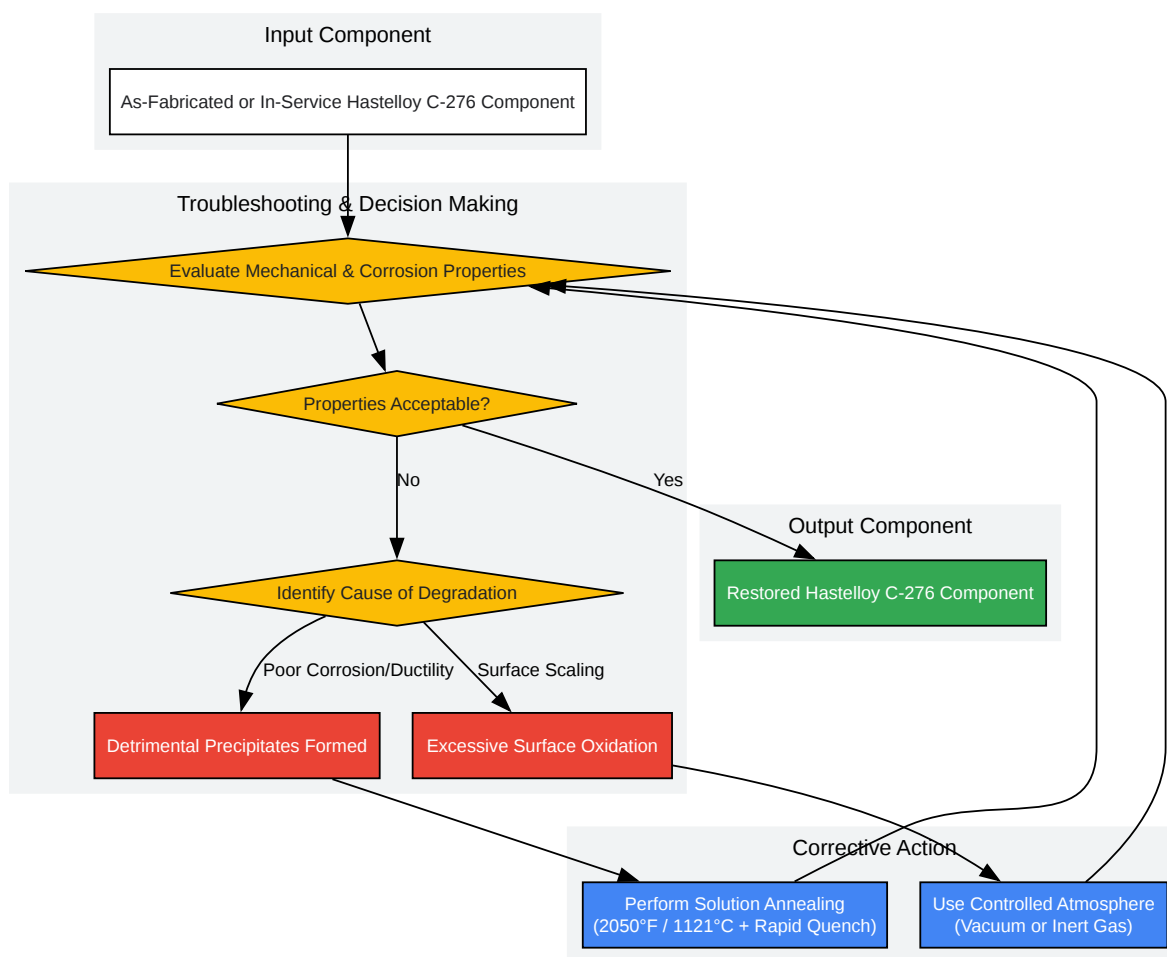 Input Component
As-Fabricated or In-Service Hastelloy C-276 Component
Troubleshooting & Decision Making
Evaluate Mechanical & Corrosion Properties
Properties Acceptable?
No
Yes
Output Component
Restored Hastelloy C-276 Component
Identify Cause of Degradation
Poor Corrosion/Ductility
Surface Scaling
Detrimental Precipitates Formed
Excessive Surface Oxidation
Corrective Action
Perform Solution Annealing
(2050°F / 1121°C + Rapid Quench)
Use Controlled Atmosphere
(Vacuum or Inert Gas)